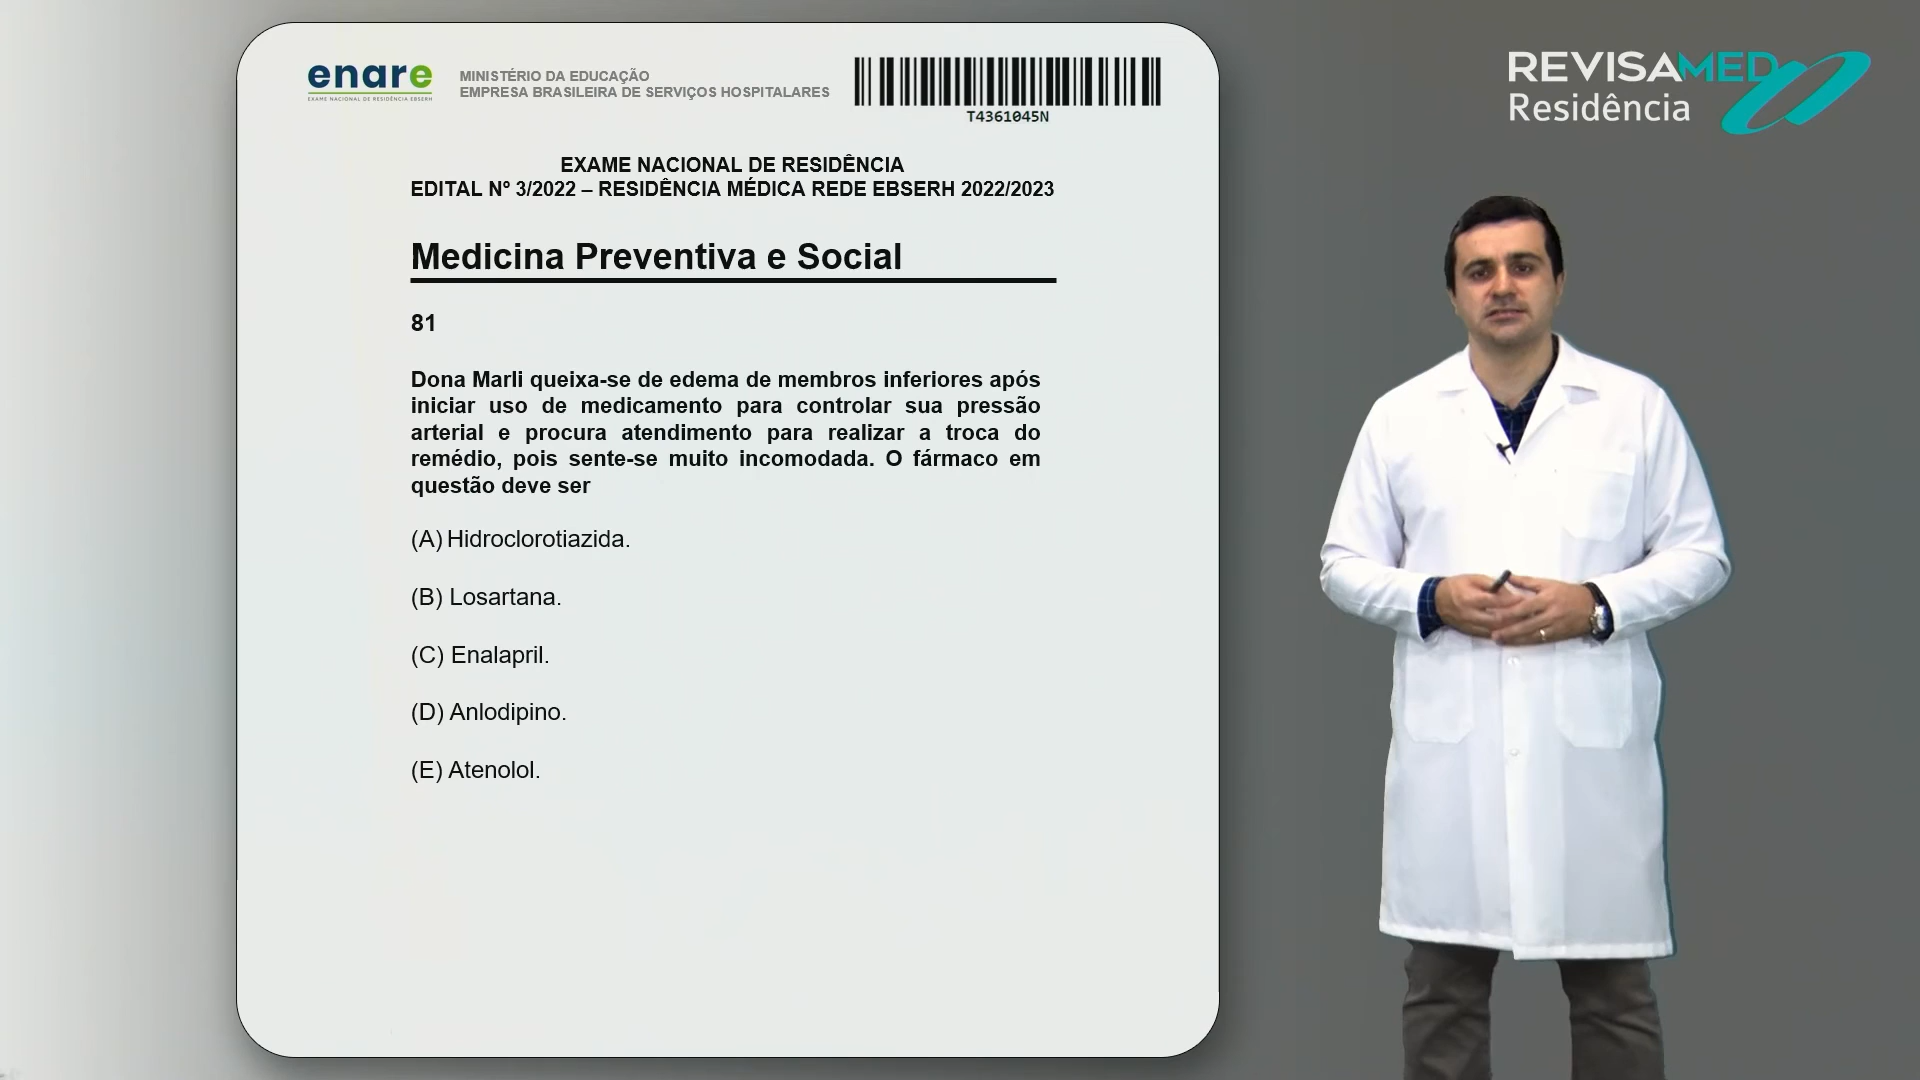 enare
EXAME NACIONAL DE RESIDÊNCIA EBSERH
MINISTÉRIO DA EDUCAÇÃO
EMPRESA BRASILEIRA DE SERVIÇOS HOSPITALARES
T4361045N
REVISAMED
Residência
EXAME NACIONAL DE RESIDÊNCIA
EDITAL Nº 3/2022 – RESIDÊNCIA MÉDICA REDE EBSERH 2022/2023
Medicina Preventiva e Social
81
Dona Marli queixa-se de edema de membros inferiores após
iniciar uso de medicamento para controlar sua pressão
arterial e procura atendimento para realizar a troca do
remédio, pois sente-se muito incomodada. O fármaco em
questão deve ser
(A) Hidroclorotiazida.
(B) Losartana.
(C) Enalapril.
(D) Anlodipino.
(E) Atenolol.